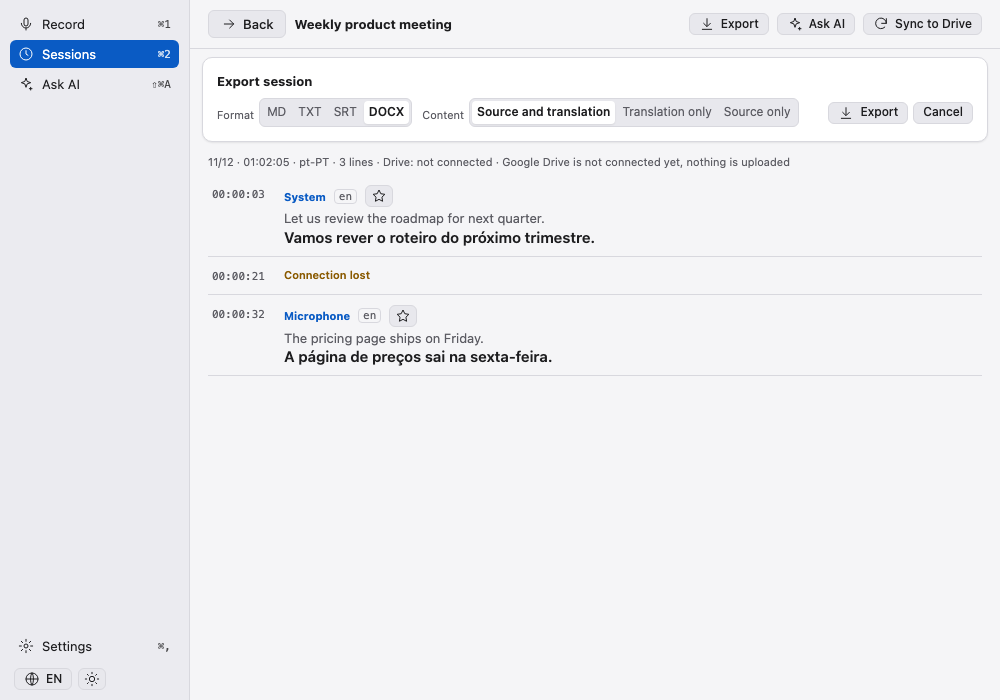 Record ⌘1
Sessions ⌘2
Ask AI ⇧⌘A
Settings ⌘,
EN
Back Weekly product meeting Export Ask AI Sync to Drive
Export session
Format MD TXT SRT DOCX Content Source and translation Translation only Source only Export Cancel
11/12 · 01:02:05 · pt-PT · 3 lines · Drive: not connected · Google Drive is not connected yet, nothing is uploaded
00:00:03 System en
Let us review the roadmap for next quarter.
Vamos rever o roteiro do próximo trimestre.
00:00:21 Connection lost
00:00:32 Microphone en
The pricing page ships on Friday.
A página de preços sai na sexta-feira.